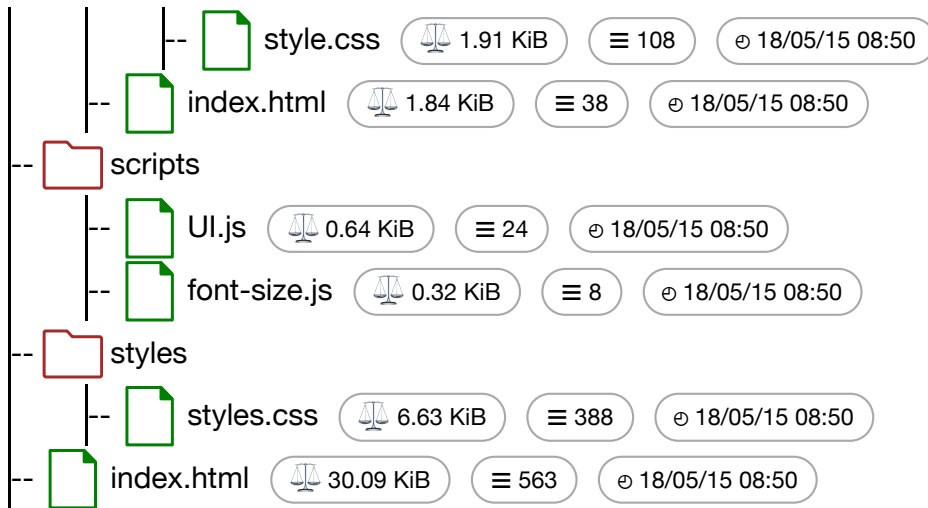 -- style.css ⚖ 1.91 KiB ≡ 108 ◴ 18/05/15 08:50
-- index.html ⚖ 1.84 KiB ≡ 38 ◴ 18/05/15 08:50
-- scripts
-- UI.js ⚖ 0.64 KiB ≡ 24 ◴ 18/05/15 08:50
-- font-size.js ⚖ 0.32 KiB ≡ 8 ◴ 18/05/15 08:50
-- styles
-- styles.css ⚖ 6.63 KiB ≡ 388 ◴ 18/05/15 08:50
-- index.html ⚖ 30.09 KiB ≡ 563 ◴ 18/05/15 08:50